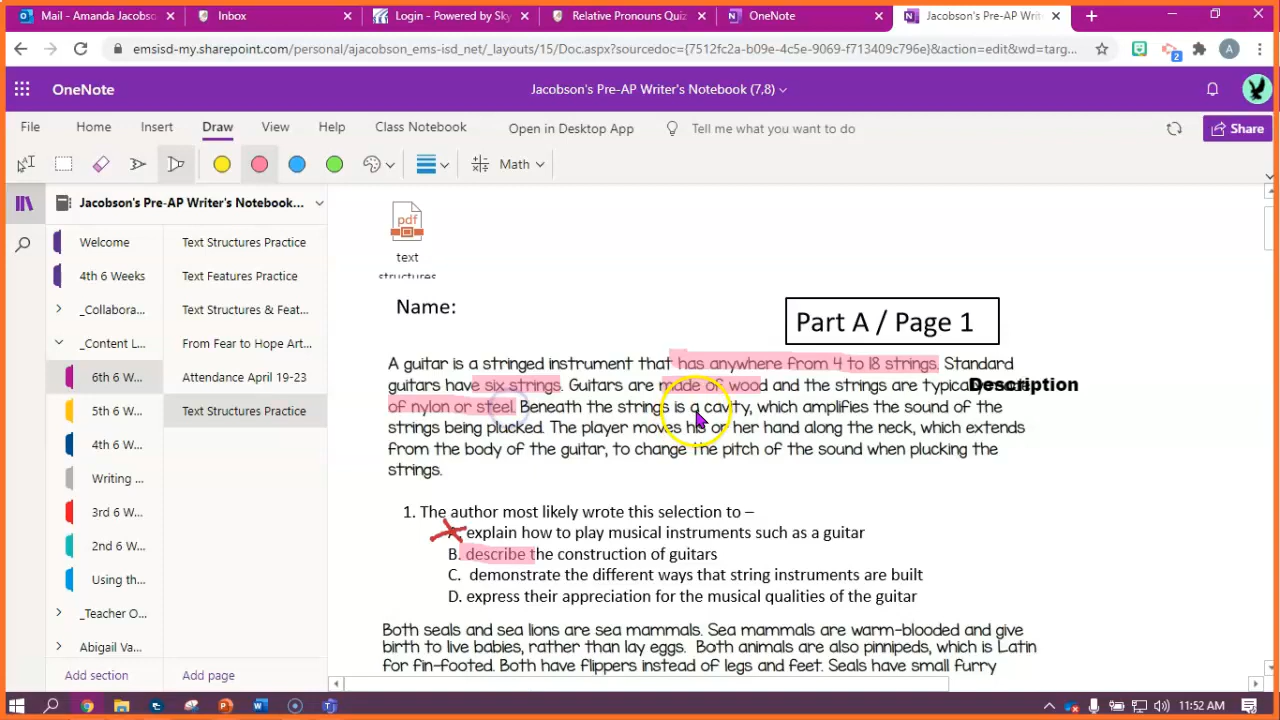 Mail - Amanda Jacobso
Inbox
Login - Powered by Sky
Relative Pronouns Quiz
OneNote
Jacobson's Pre-AP Writ
emsisd-my.sharepoint.com/personal/ajacobson_ems-isd_net/_layouts/15/Doc.aspx?sourcedoc={7512fc2a-b09e-4c5e-9069-f713409c796e}&action=edit&wd=targ...
2
A
OneNote
Jacobson's Pre-AP Writer's Notebook (7,8)
File Home Insert Draw View Help Class Notebook Open in Desktop App Tell me what you want to do Share
Math
Jacobson's Pre-AP Writer's Notebook...
Welcome
4th 6 Weeks
_Collabora...
_Content L...
6th 6 W...
5th 6 W...
4th 6 W...
Writing ...
3rd 6 W...
2nd 6 W...
Using th...
_Teacher O...
Abigail Va...
Add section
Text Structures Practice
Text Features Practice
Text Structures & Feat...
From Fear to Hope Art...
Attendance April 19-23
Text Structures Practice
Add page
pdf
text
structures
Name:
Part A / Page 1
A guitar is a stringed instrument that has anywhere from 4 to 18 strings. Standard
guitars have six strings. Guitars are made of wood and the strings are typically
Description
of nylon or steel. Beneath the strings is a cavity, which amplifies the sound of the
strings being plucked. The player moves his or her hand along the neck, which extends
from the body of the guitar, to change the pitch of the sound when plucking the
strings.
1. The author most likely wrote this selection to –
A. explain how to play musical instruments such as a guitar
B. describe the construction of guitars
C. demonstrate the different ways that string instruments are built
D. express their appreciation for the musical qualities of the guitar
Both seals and sea lions are sea mammals. Sea mammals are warm-blooded and give
birth to live babies, rather than lay eggs. Both animals are also pinnipeds, which is Latin
for fin-footed. Both have flippers instead of legs and feet. Seals have small furry
11:52 AM